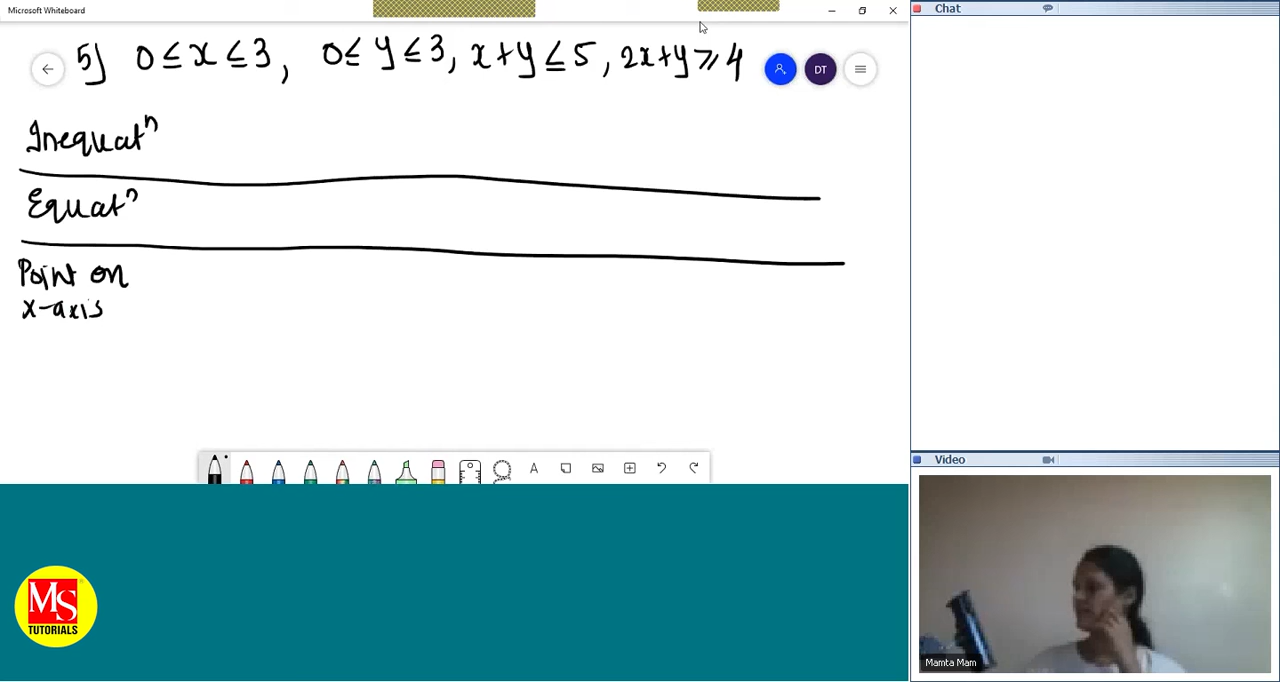 Microsoft Whiteboard
Chat
5) 0 ≤ x ≤ 3, 0 ≤ y ≤ 3, x+y ≤ 5, 2x+y ≥ 4
DT
Inequatⁿ
Equatⁿ
Point on
x-axis
A
Video
MS
TUTORIALS
Mamta Mam